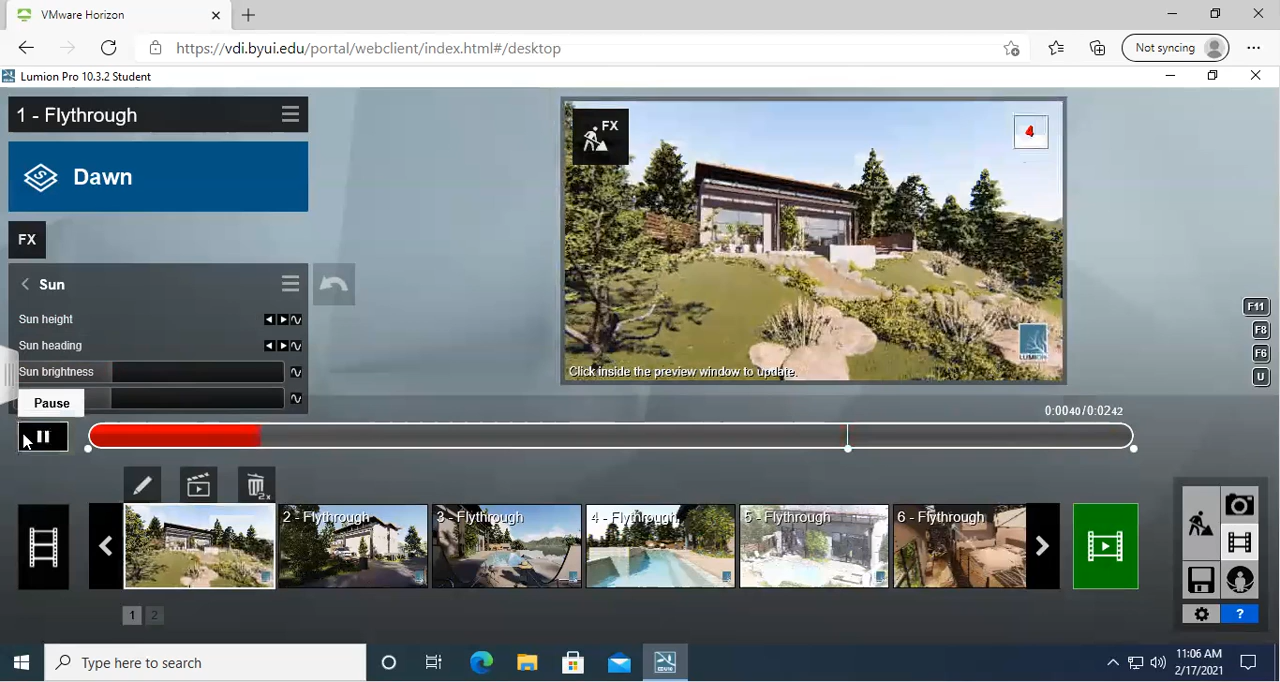 VMware Horizon
https://vdi.byui.edu/portal/webclient/index.html#/desktop
Not syncing
Lumion Pro 10.3.2 Student
1 - Flythrough
Dawn
FX
Sun
Sun height
Sun heading
Sun brightness
Pause
FX
4
LUMION
Click inside the preview window to update.
F11
F8
F6
U
0:0040/0:0242
2x
2 - Flythrough
3 - Flythrough
4 - Flythrough
5 - Flythrough
6 - Flythrough
1 2
?
Type here to search
11:06 AM
2/17/2021